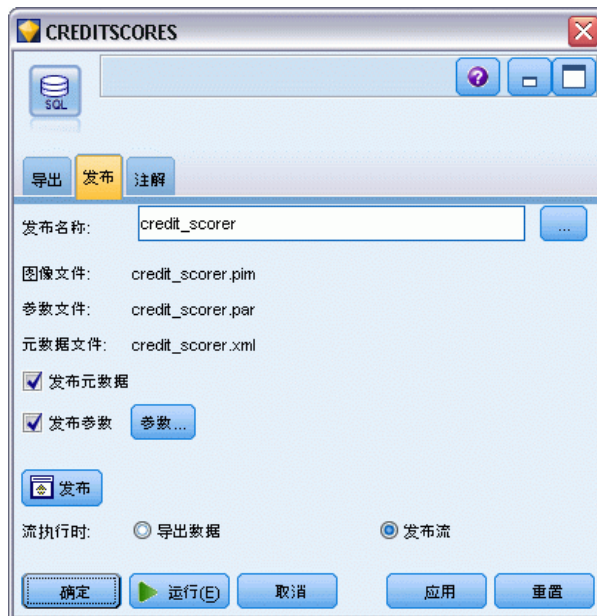 CREDITSCORES
SQL
?
导出 发布 注解
发布名称: credit_scorer ...
图像文件: credit_scorer.pim
参数文件: credit_scorer.par
元数据文件: credit_scorer.xml
发布元数据
发布参数 参数...
发布
流执行时: 导出数据 发布流
确定 运行(E) 取消 应用 重置